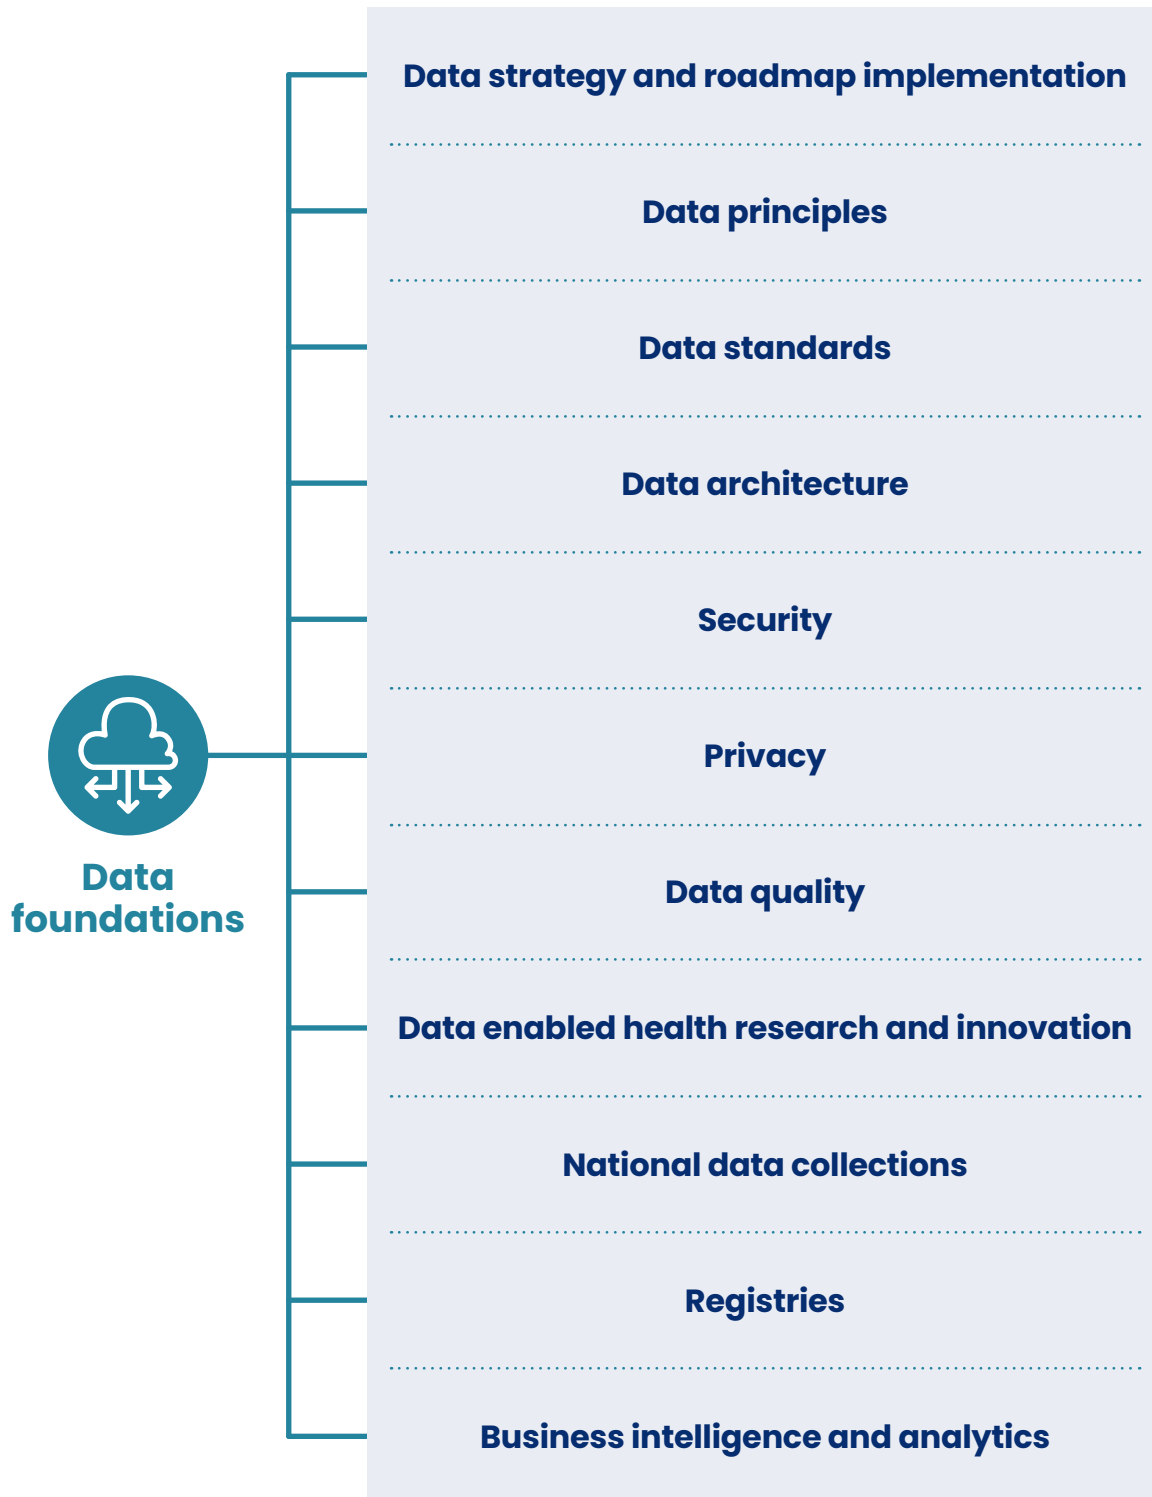 Data strategy and roadmap implementation
Data principles
Data standards
Data architecture
Security
Privacy
Data
foundations
Data quality
Data enabled health research and innovation
National data collections
Registries
Business intelligence and analytics